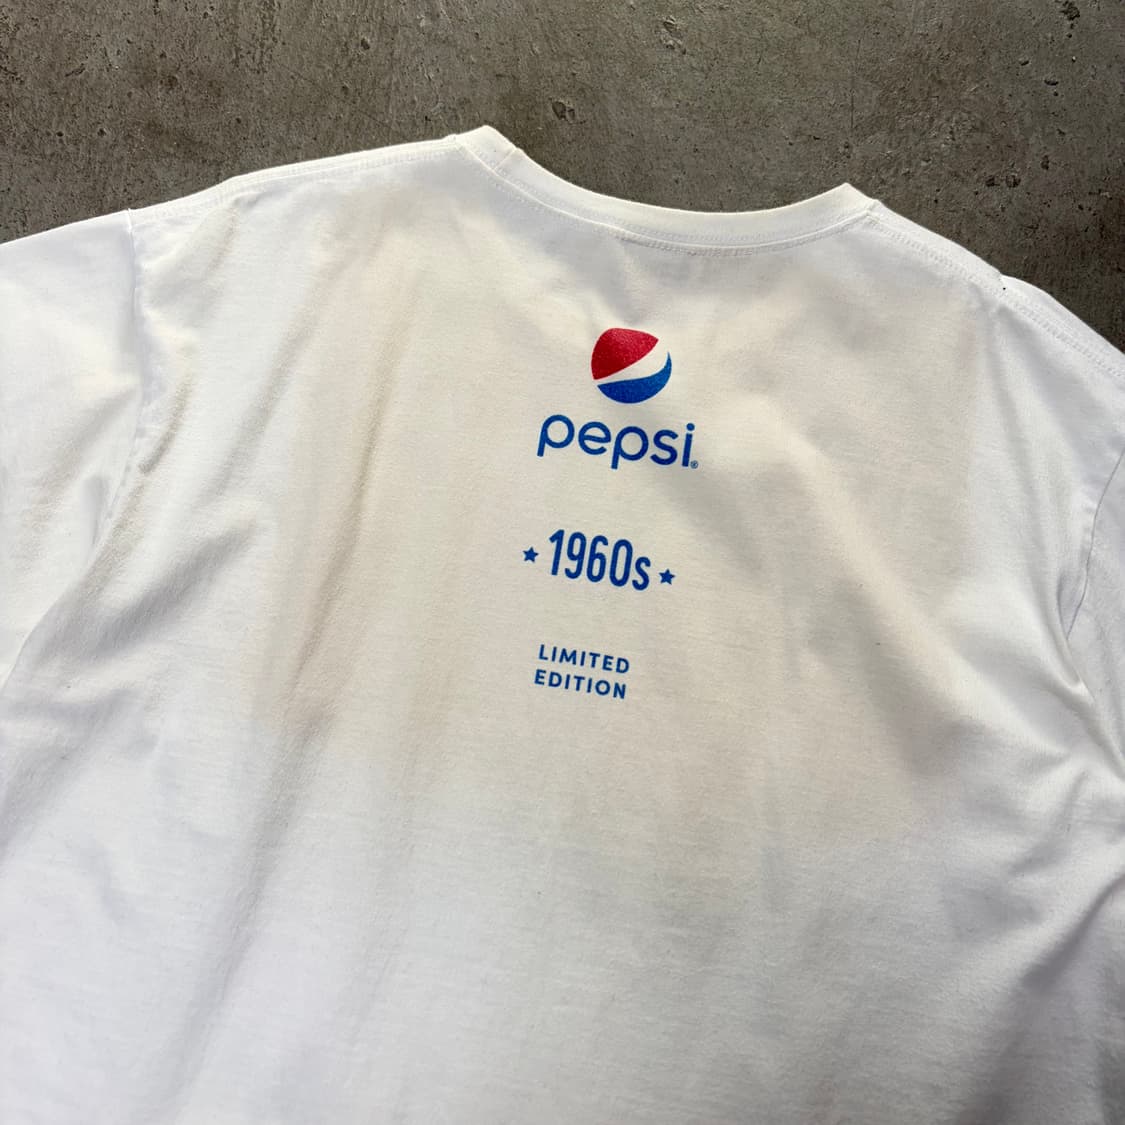 pepsi®
★ 1960s ★
LIMITED
EDITION